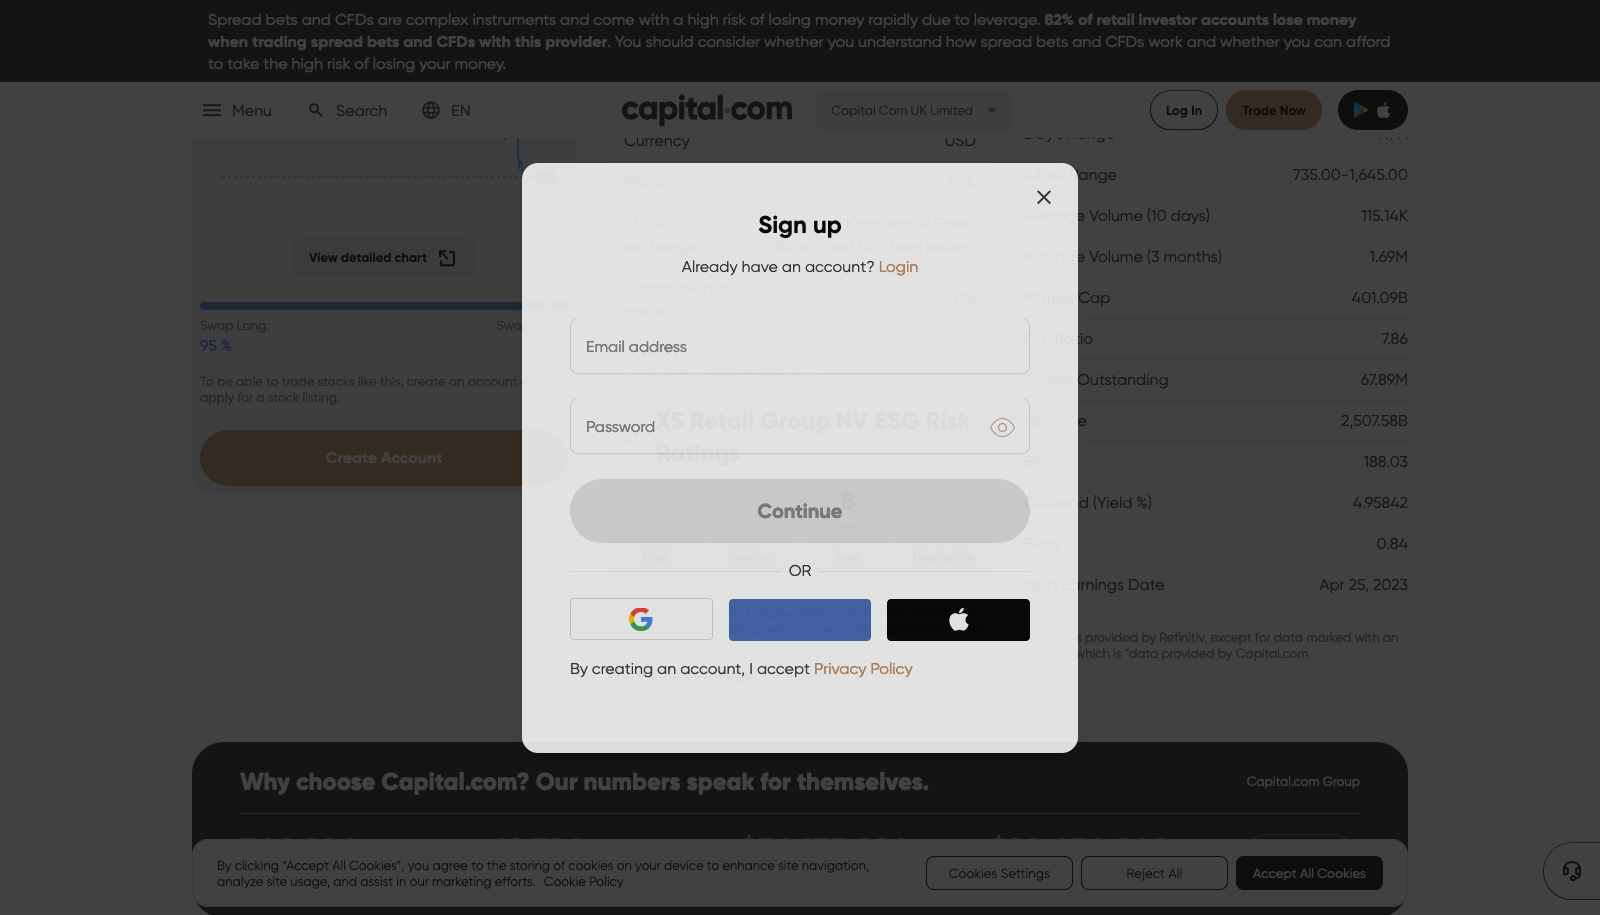 Spread bets and CFDs are complex instruments and come with a high risk of losing money rapidly due to leverage. 82% of retail investor accounts lose money
when trading spread bets and CFDs with this provider. You should consider whether you understand how spread bets and CFDs work and whether you can afford
to take the high risk of losing your money.
Menu
Search
EN
capital.com
Capital Com UK Limited
Log In
Trade Now
Currency USD
Margin 20%
Stock
exchange
Kingdom of Great
Britain and Northern Ireland
Commission on
trade
0%
52 wk Range 735.00-1,645.00
Average Volume (10 days) 115.14K
Average Volume (3 months) 1.69M
Market Cap 401.09B
P/E Ratio 7.86
Shares Outstanding 67.89M
Revenue 2,507.58B
EPS 188.03
Dividend (Yield %) 4.95842
Beta 0.84
Next Earnings Date Apr 25, 2023
is provided by Refinitiv, except for data marked with an
which is *data provided by Capital.com
View detailed chart
Swap Long:
95 %
To be able to trade stocks like this, create an account
apply for a stock listing.
Create Account
Sign up
Already have an account? Login
Email address
Password
X5 Retail Group NV ESG Risk
Ratings
B
Continue
High
Medium
Low
Negligible
OR
By creating an account, I accept Privacy Policy
Why choose Capital.com? Our numbers speak for themselves.
Capital.com Group
By clicking “Accept All Cookies”, you agree to the storing of cookies on your device to enhance site navigation,
analyze site usage, and assist in our marketing efforts. Cookie Policy
Cookies Settings
Reject All
Accept All Cookies